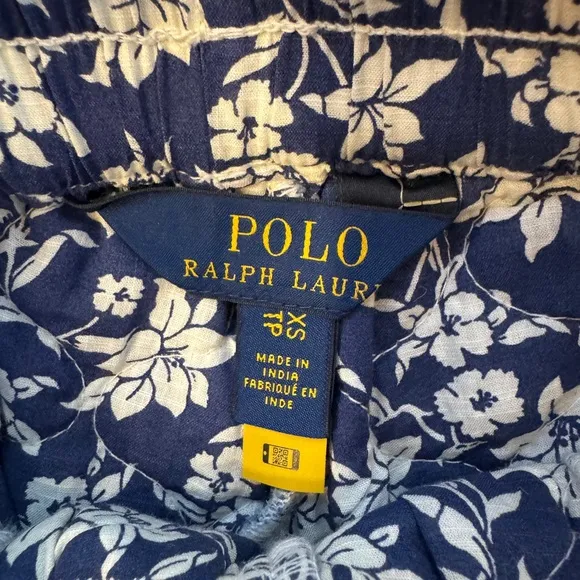 POLO
RALPH LAUR
XS
TP
MADE IN
INDIA
FABRIQUÉ EN
INDE